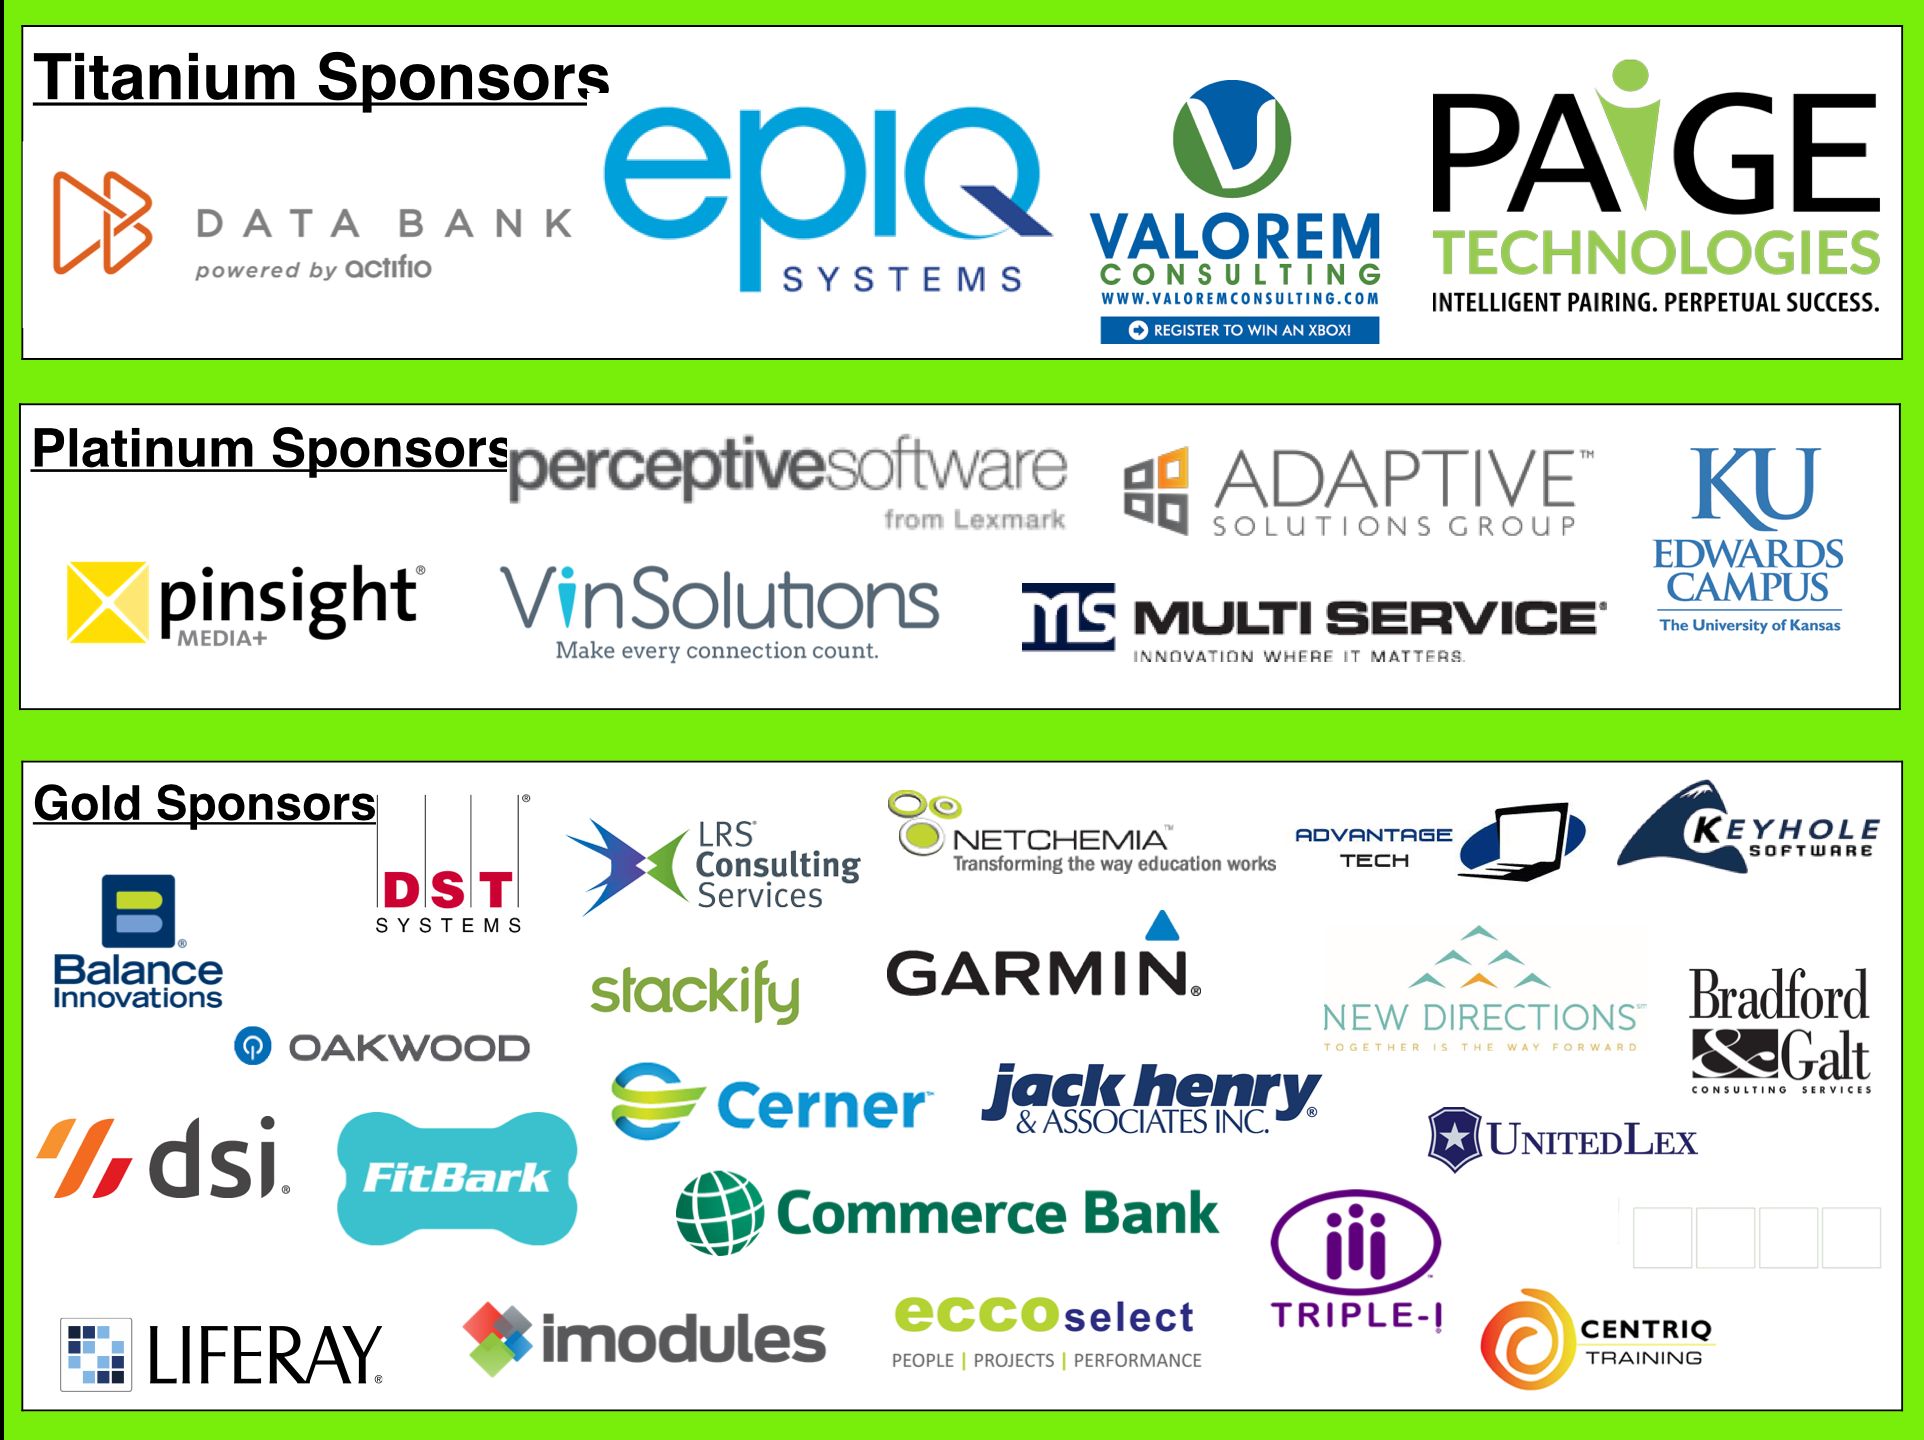 Titanium Sponsors
DATA BANK
powered by actifio
epiq
SYSTEMS
VALOREM
CONSULTING
WWW.VALOREMCONSULTING.COM
REGISTER TO WIN AN XBOX!
PAIGE
TECHNOLOGIES
INTELLIGENT PAIRING. PERPETUAL SUCCESS.
Platinum Sponsors
perceptivesoftware
from Lexmark
ADAPTIVE™
SOLUTIONS GROUP
KU
EDWARDS
CAMPUS
The University of Kansas
pinsight®
MEDIA+
VinSolutions
Make every connection count.
MS MULTI SERVICE®
INNOVATION WHERE IT MATTERS.
Gold Sponsors
DST ®
SYSTEMS
LRS®
Consulting
Services
NETCHEMIA™
Transforming the way education works
ADVANTAGE
TECH
KEYHOLE
SOFTWARE
B®
Balance
Innovations
stackify
GARMIN®
NEW DIRECTIONS℠
TOGETHER IS THE WAY FORWARD
Bradford
& Galt
CONSULTING SERVICES
OAKWOOD
Cerner™
jack henry®
& ASSOCIATES INC.
UNITEDLEX
dsi®
FitBark
Commerce Bank
iii™
TRIPLE-I
LIFERAY®
imodules
eccoselect
PEOPLE | PROJECTS | PERFORMANCE
CENTRIQ
TRAINING